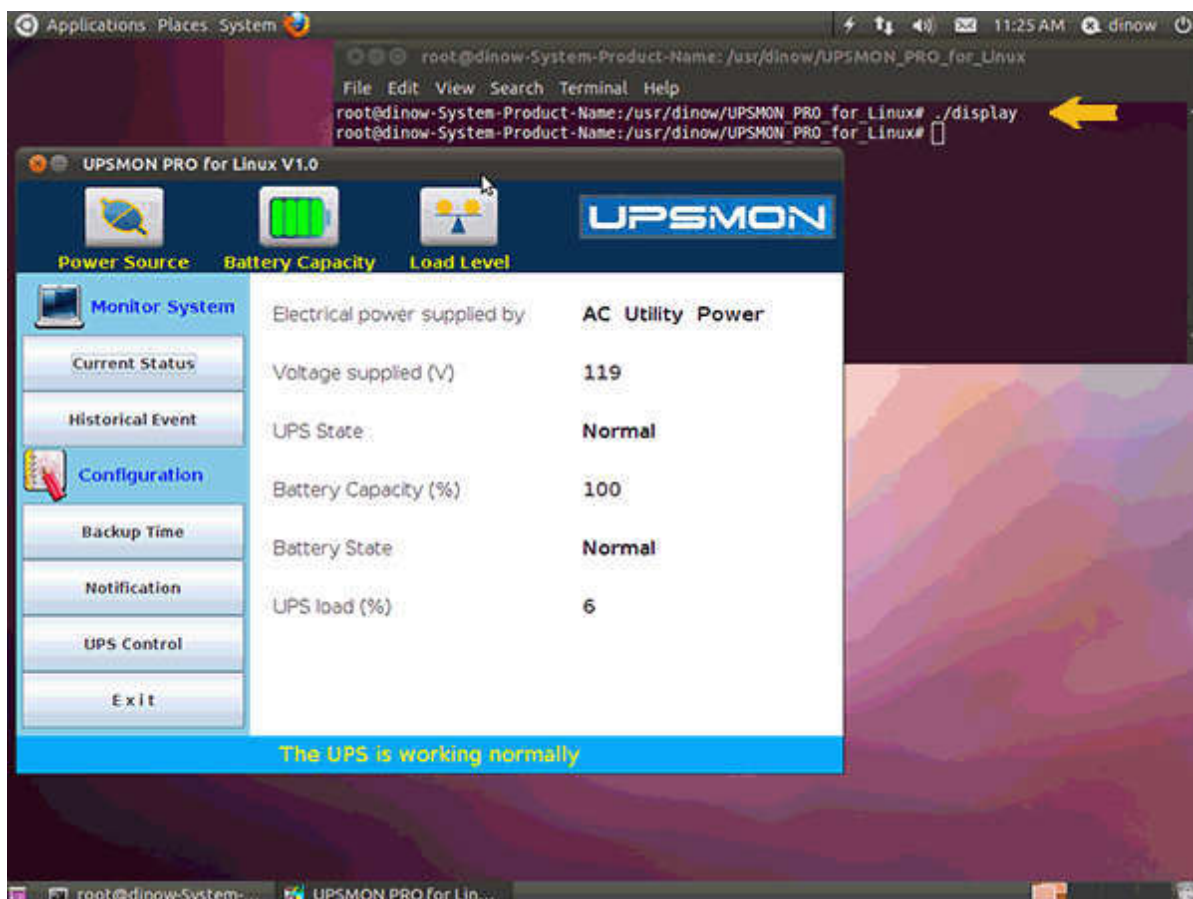 Applications Places System
11:25 AM dinow
root@dinow-System-Product-Name: /usr/dinow/UPSMON_PRO_for_Linux
File Edit View Search Terminal Help
root@dinow-System-Product-Name:/usr/dinow/UPSMON_PRO_for_Linux# ./display
root@dinow-System-Product-Name:/usr/dinow/UPSMON_PRO_for_Linux#
UPSMON PRO for Linux V1.0
UPSMON
Power Source Battery Capacity Load Level
Monitor System
Current Status
Historical Event
Configuration
Backup Time
Notification
UPS Control
Exit
Electrical power supplied by AC Utility Power
Voltage supplied (V) 119
UPS State Normal
Battery Capacity (%) 100
Battery State Normal
UPS load (%) 6
The UPS is working normally
root@dinow-System-... UPSMON PRO for Lin...